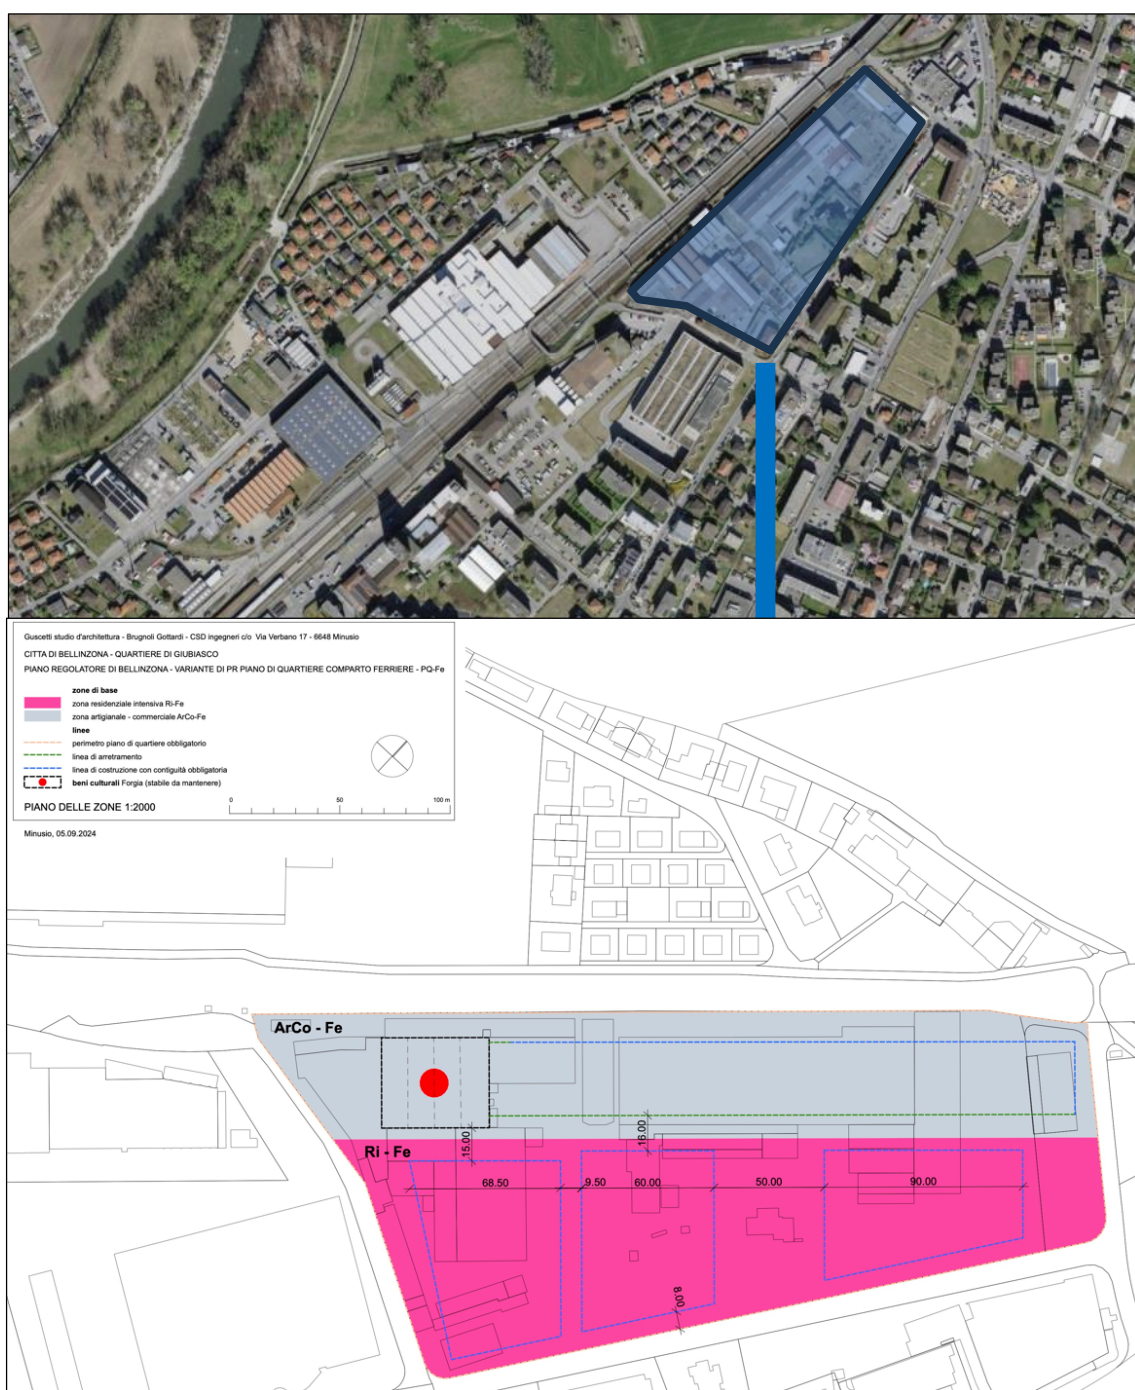 Guscetti studio d'architettura - Brugnoli Gottardi - CSD ingegneri c/o Via Verbano 17 - 6648 Minusio
CITTA DI BELLINZONA - QUARTIERE DI GIUBIASCO
PIANO REGOLATORE DI BELLINZONA - VARIANTE DI PR PIANO DI QUARTIERE COMPARTO FERRIERE - PQ-Fe
zone di base
zona residenziale intensiva Ri-Fe
zona artigianale - commerciale ArCo-Fe
linee
perimetro piano di quartiere obbligatorio
linea di arretramento
linea di costruzione con contiguità obbligatoria
beni culturali Forgia (stabile da mantenere)
PIANO DELLE ZONE 1:2000
0 50 100 m
Minusio, 05.09.2024
ArCo - Fe
Ri - Fe
15.00
16.00
68.50 9.50 60.00 50.00 90.00
8.00